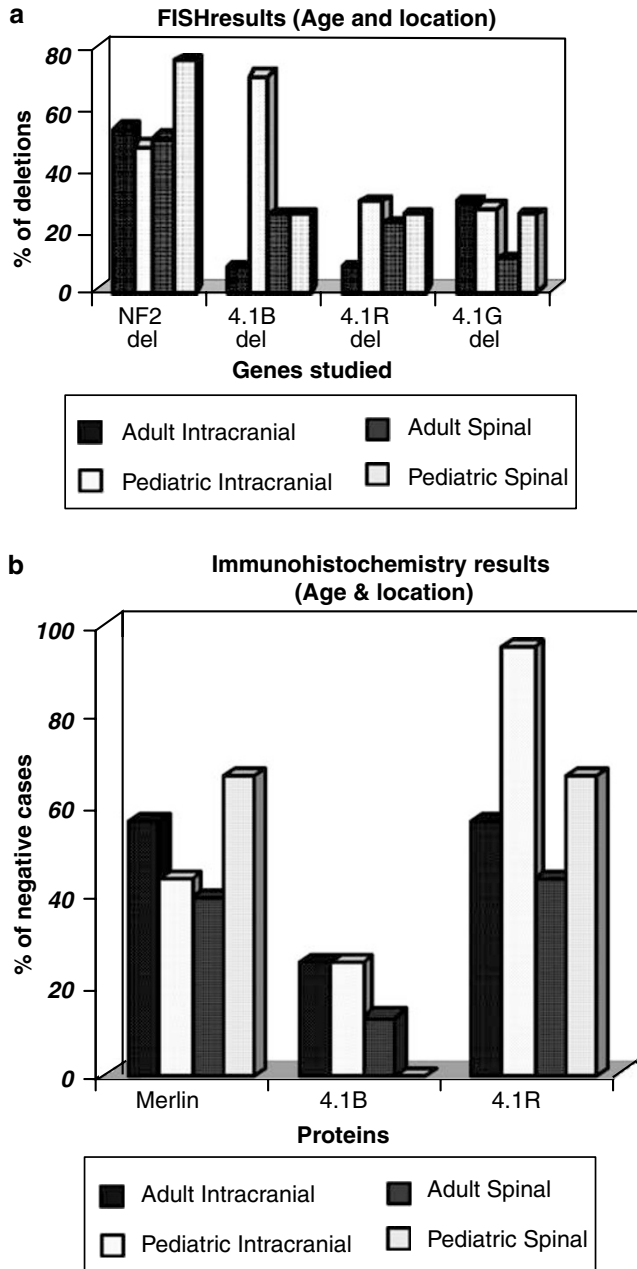 a
FISHresults (Age and location)
% of deletions
80
60
40
20
0
NF2 del
4.1B del
4.1R del
4.1G del
Genes studied
Adult Intracranial
Adult Spinal
Pediatric Intracranial
Pediatric Spinal
b
Immunohistochemistry results
(Age & location)
% of negative cases
100
80
60
40
20
0
Merlin
4.1B
4.1R
Proteins
Adult Intracranial
Adult Spinal
Pediatric Intracranial
Pediatric Spinal